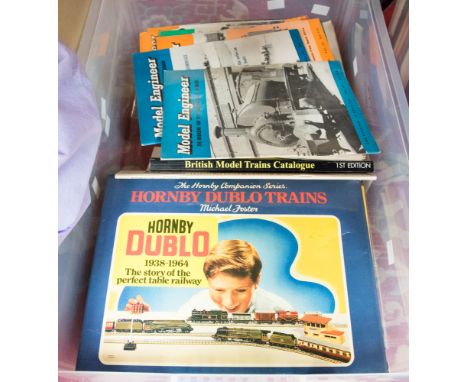 Model Engineer
Model Engineer
British Model Trains Catalogue 1ST EDITION
The Hornby Companion Series.
HORNBY DUBLO TRAINS
Michael Foster
HORNBY
DUBLO
1938-1964
The story of the
perfect table railway